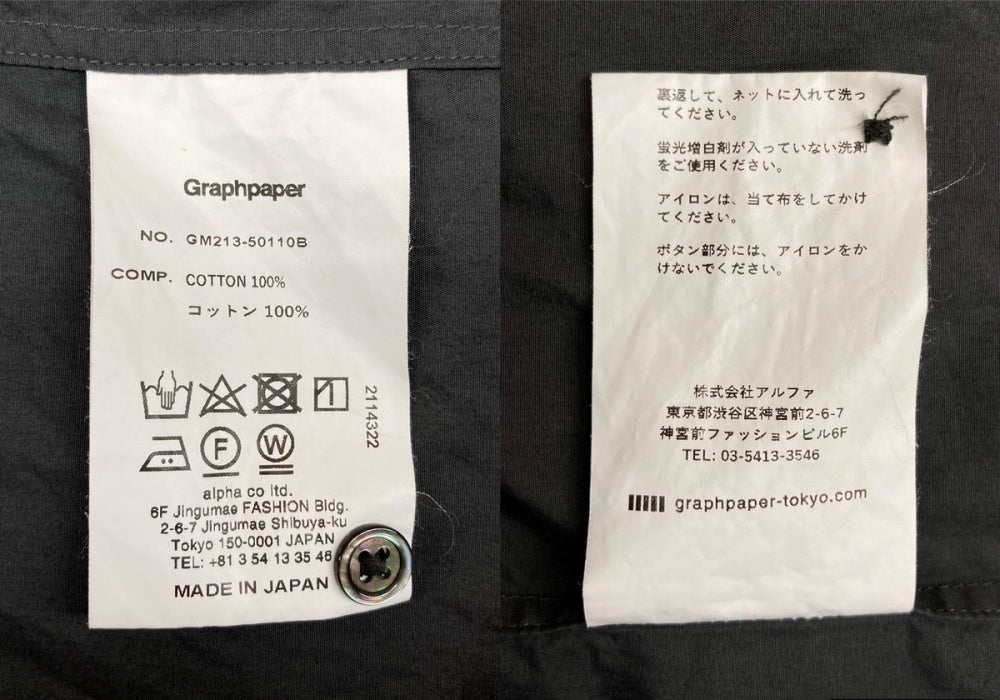 Graphpaper
NO. GM213-50110B
COMP. COTTON 100%
コットン 100%
2114322
F
W
alpha co ltd.
6F Jingumae FASHION Bldg.
2-6-7 Jingumae Shibuya-ku
Tokyo 150-0001 JAPAN
TEL: +81 3 54 13 35 46
MADE IN JAPAN
裏返して、ネットに入れて洗っ
てください。
蛍光増白剤が入っていない洗剤
をご使用ください。
アイロンは、当て布をしてかけ
てください。
ボタン部分には、アイロンをか
けないでください。
株式会社アルファ
東京都渋谷区神宮前2-6-7
神宮前ファッションビル6F
TEL: 03-5413-3546
graphpaper-tokyo.com